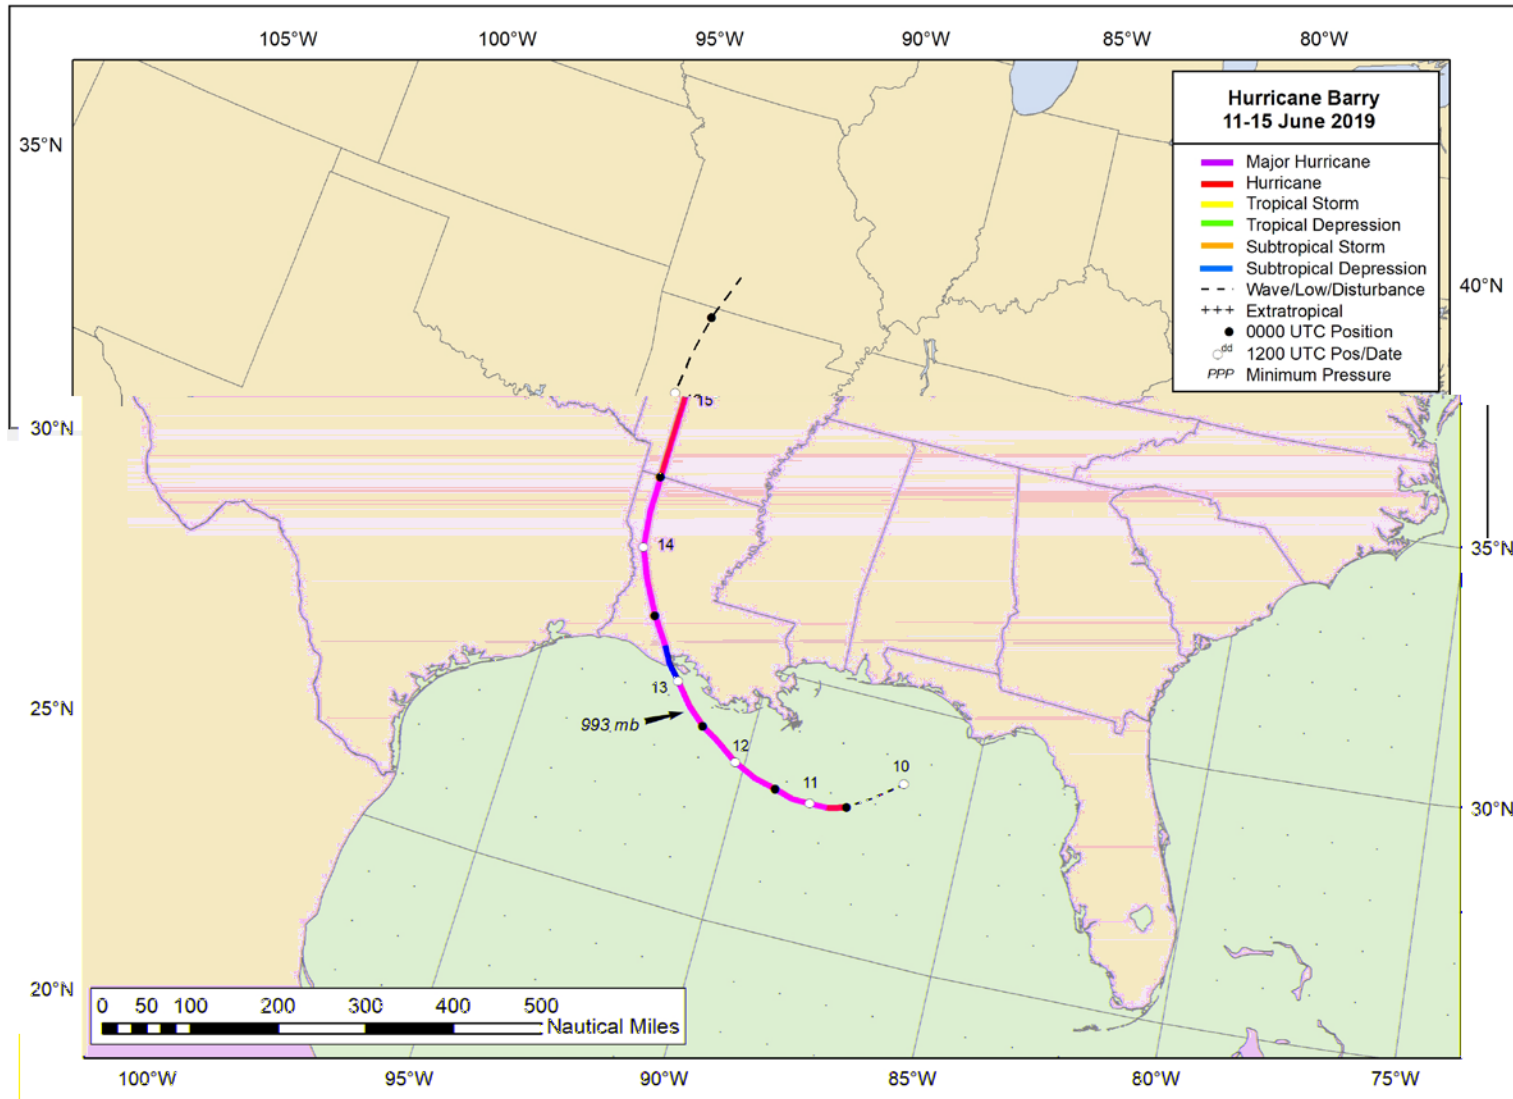 105°W 100°W 95°W 90°W 85°W 80°W
Hurricane Barry
11-15 June 2019
Major Hurricane
Hurricane
Tropical Storm
Tropical Depression
Subtropical Storm
Subtropical Depression
Wave/Low/Disturbance
Extratropical
0000 UTC Position
dd
1200 UTC Pos/Date
PPP Minimum Pressure
35°N
40°N
15
30°N
14
35°N
13
25°N
993 mb
12
10
11
30°N
20°N
0 50 100 200 300 400 500
Nautical Miles
100°W 95°W 90°W 85°W 80°W 75°W